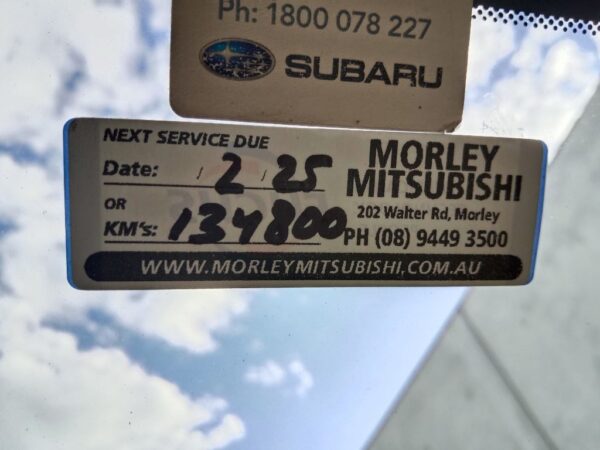 Ph: 1800 078 227
SUBARU
NEXT SERVICE DUE
Date: / 2 / 25
OR
KM's: 134800
MORLEY
MITSUBISHI
202 Walter Rd, Morley
PH (08) 9449 3500
WWW.MORLEYMITSUBISHI.COM.AU